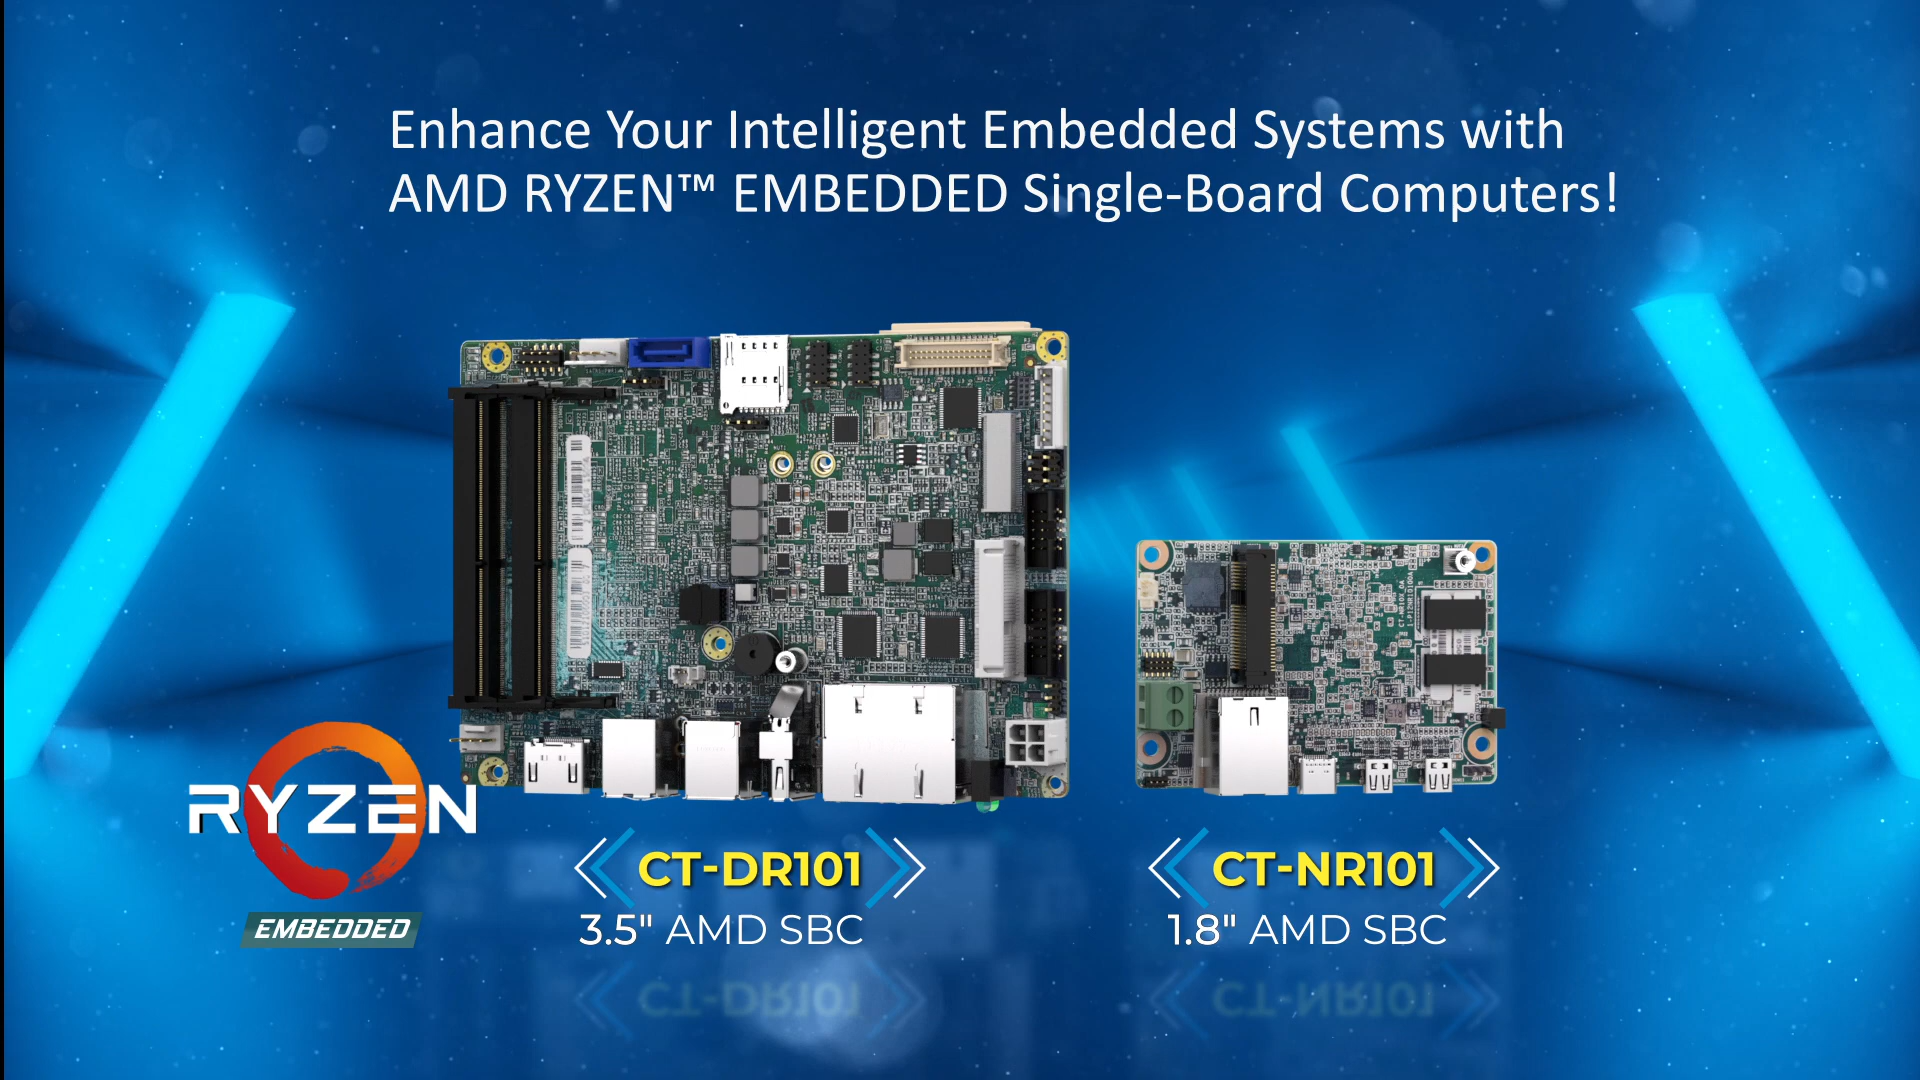 Enhance Your Intelligent Embedded Systems with
AMD RYZEN™ EMBEDDED Single-Board Computers!
RYZEN
EMBEDDED
CT-DR101
3.5" AMD SBC
CT-NR101
1.8" AMD SBC